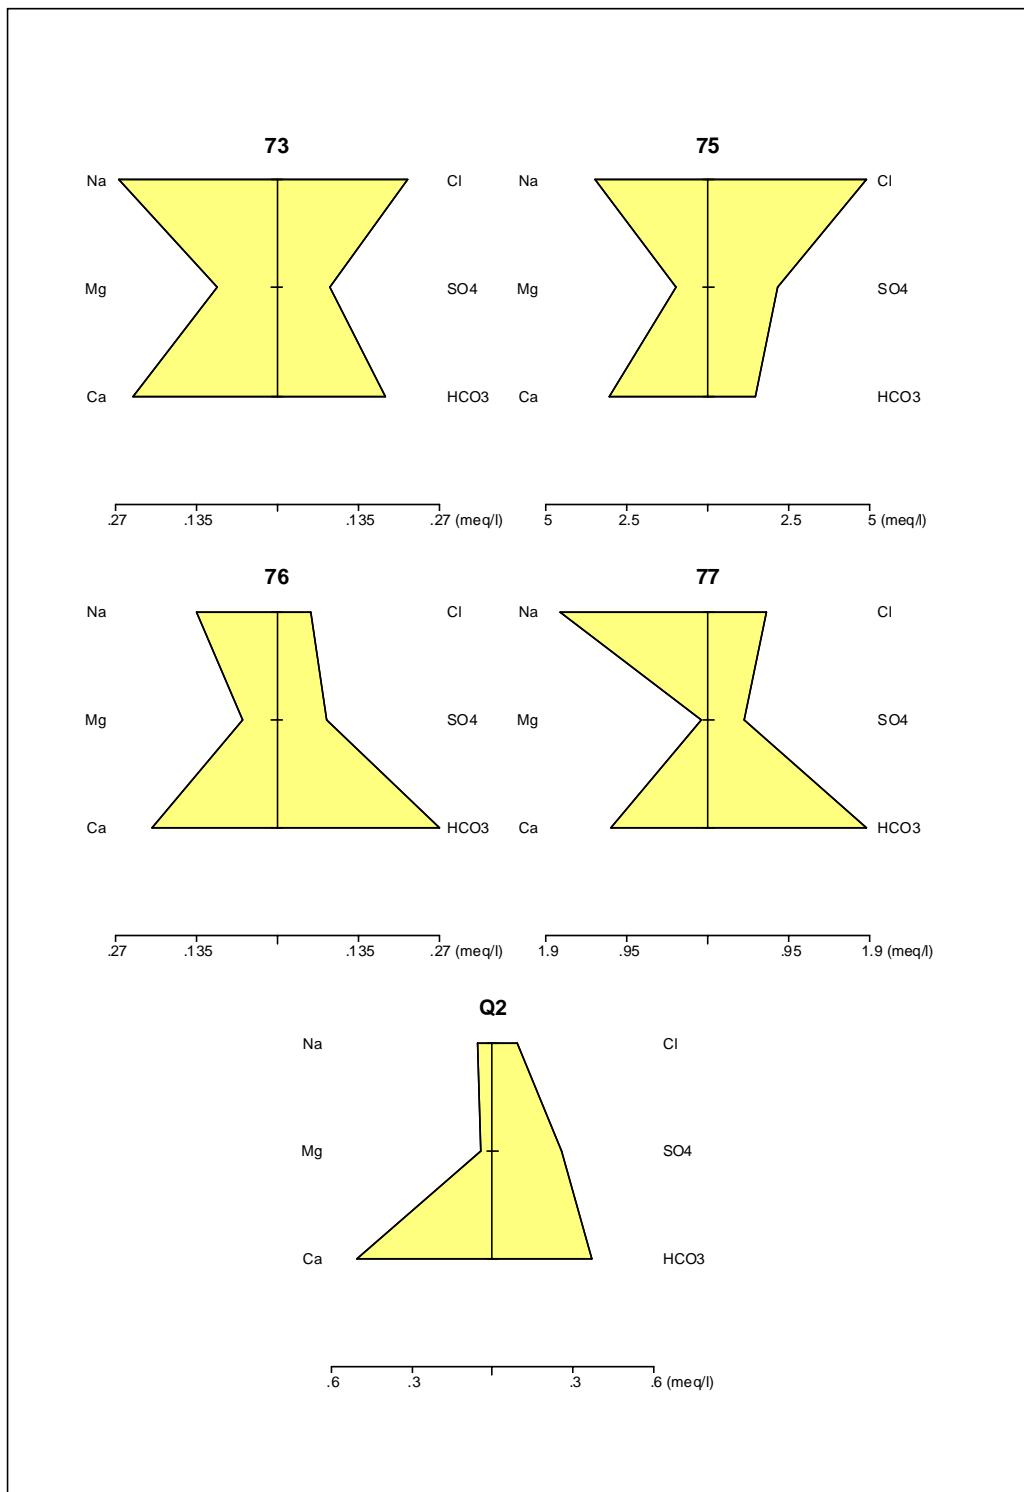 73 75
Na Cl Na Cl
Mg SO4 Mg SO4
Ca HCO3 Ca HCO3
.27 .135 .135 .27 (meq/l) 5 2.5 2.5 5 (meq/l)
76 77
Na Cl Na Cl
Mg SO4 Mg SO4
Ca HCO3 Ca HCO3
.27 .135 .135 .27 (meq/l) 1.9 .95 .95 1.9 (meq/l)
Q2
Na Cl
Mg SO4
Ca HCO3
.6 .3 .3 .6 (meq/l)